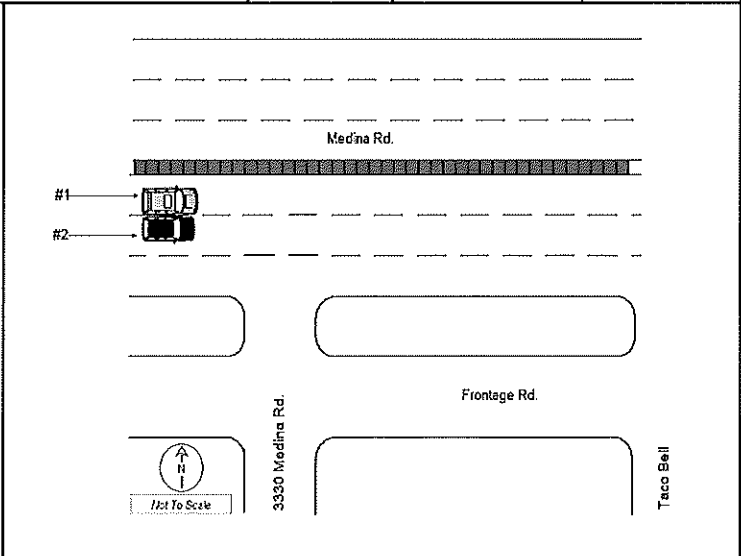 Medina Rd.
#1
#2
Frontage Rd.
3330 Medina Rd.
Taco Bell
N
Not To Scale